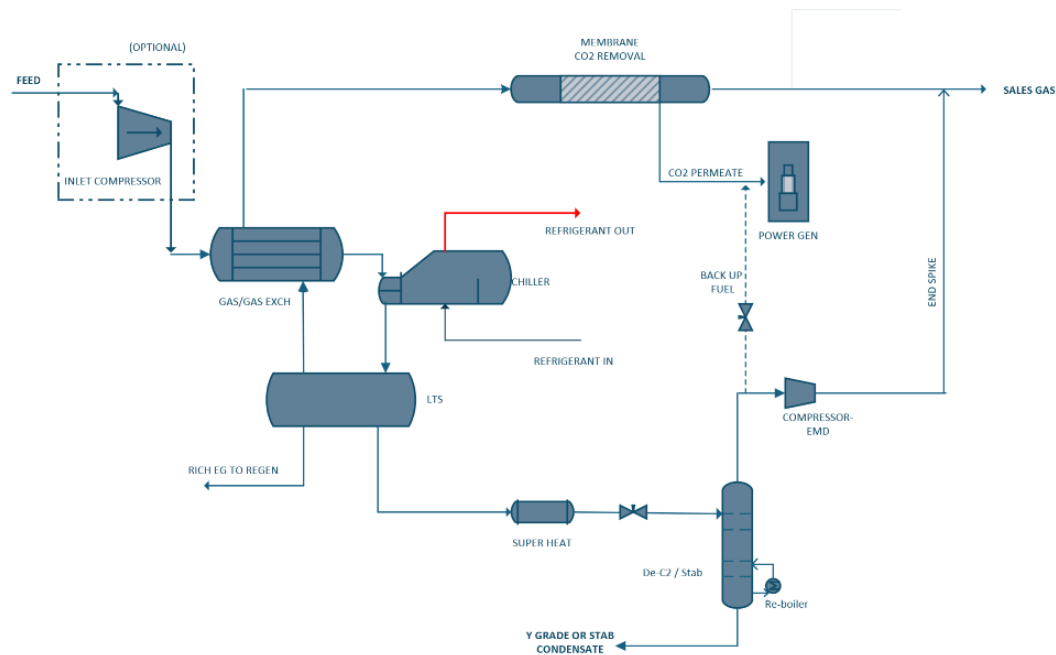 (OPTIONAL)
FEED
INLET COMPRESSOR
MEMBRANE
CO2 REMOVAL
SALES GAS
CO2 PERMEATE
POWER GEN
REFRIGERANT OUT
GAS/GAS EXCH
CHILLER
BACK UP
FUEL
END SPIKE
REFRIGERANT IN
LTS
COMPRESSOR-
EMD
RICH EG TO REGEN
SUPER HEAT
De-C2 / Stab
Re-boiler
Y GRADE OR STAB
CONDENSATE